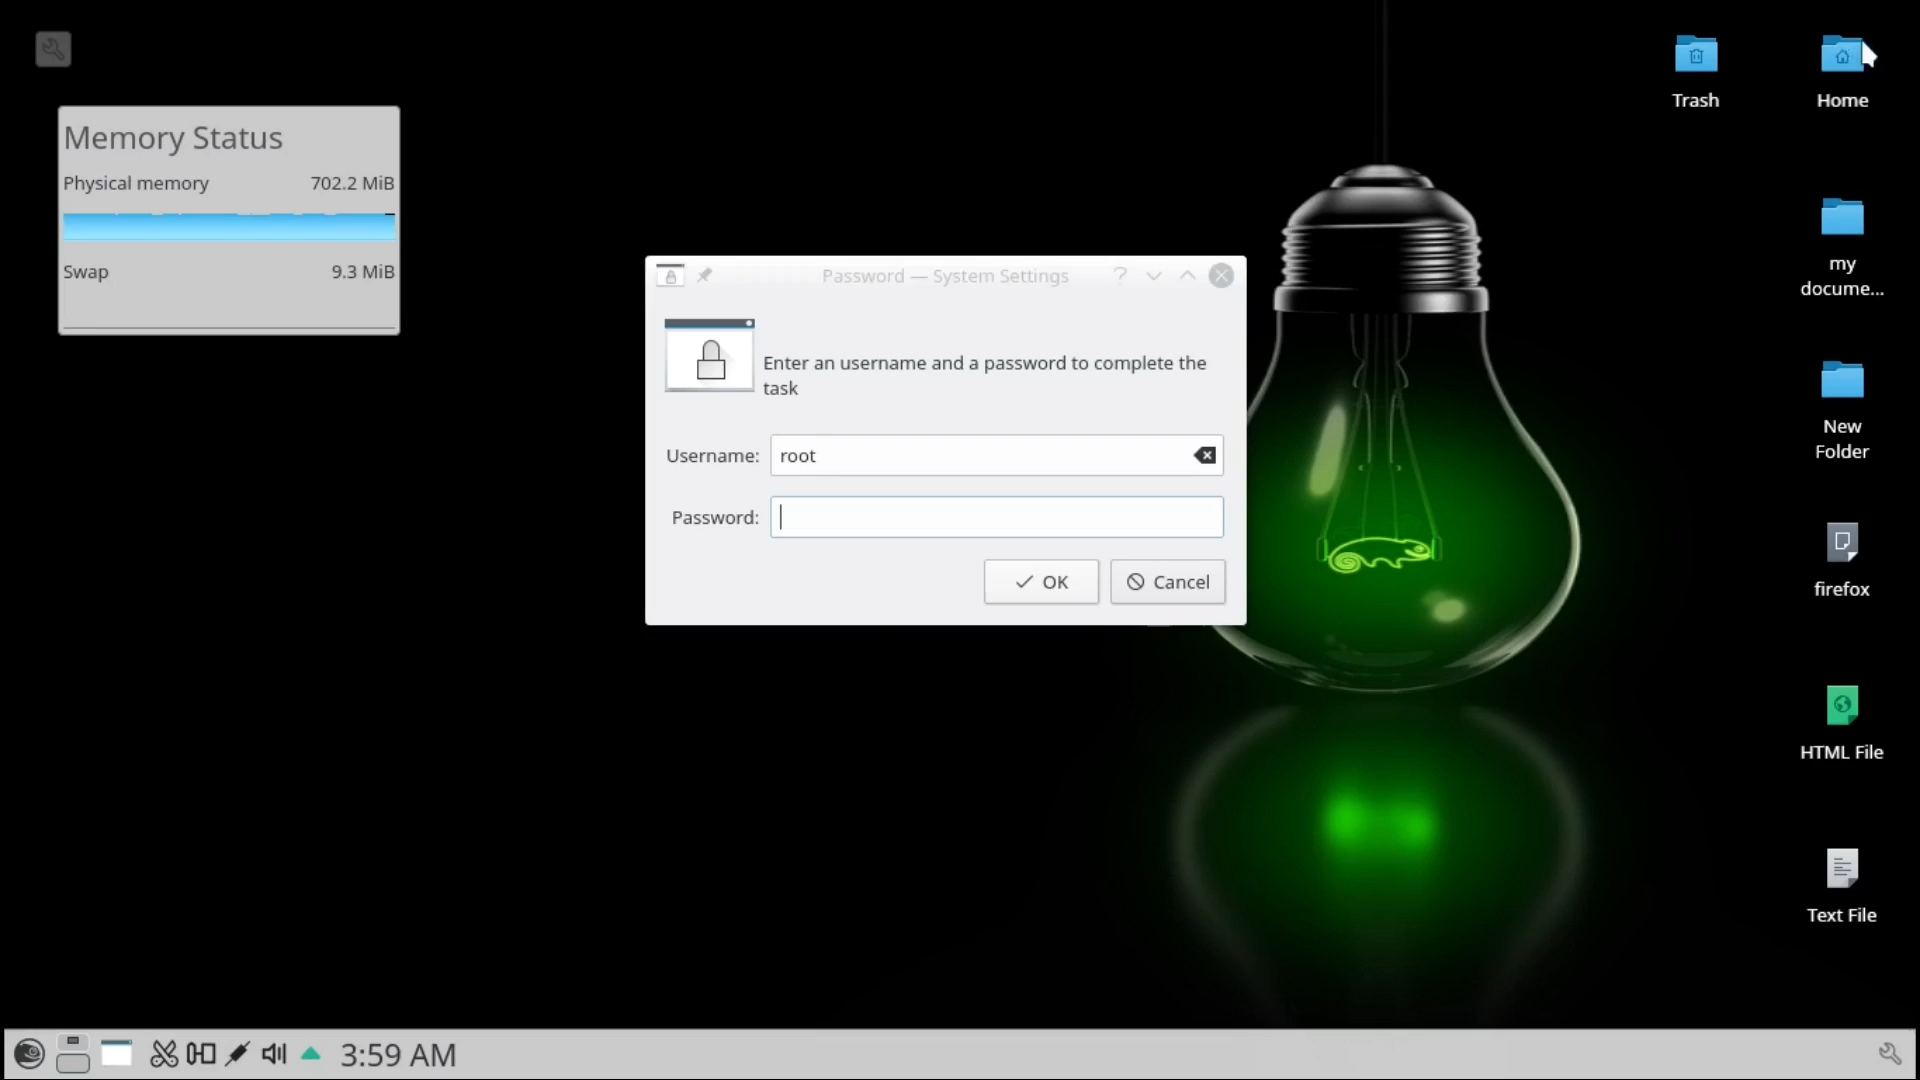 Trash
Home
Memory Status
Physical memory 702.2 MiB
Swap 9.3 MiB
my
docume...
Password — System Settings
Enter an username and a password to complete the
task
Username: root
Password:
OK Cancel
New
Folder
firefox
HTML File
Text File
3:59 AM